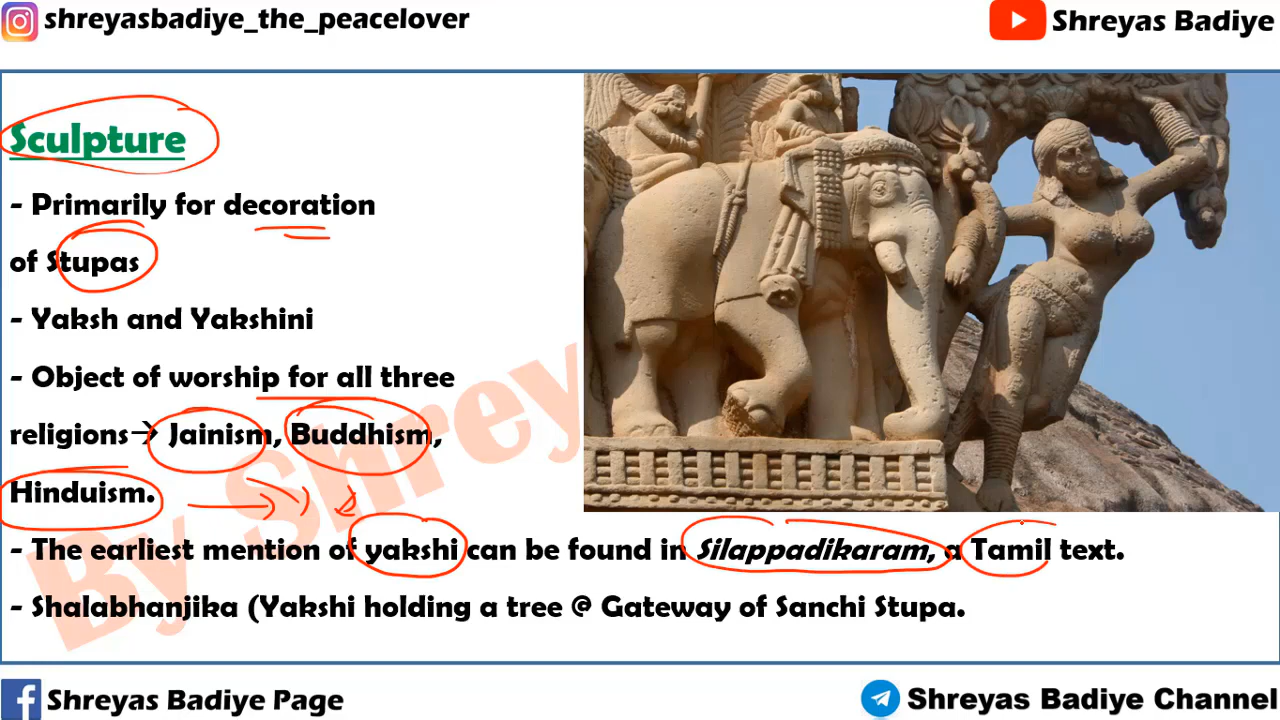 shreyasbadiye_the_peacelover
Shreyas Badiye
Sculpture
- Primarily for decoration
of Stupas
- Yaksh and Yakshini
- Object of worship for all three
religions→ Jainism, Buddhism,
Hinduism.
- The earliest mention of yakshi can be found in Silappadikaram, a Tamil text.
- Shalabhanjika (Yakshi holding a tree @ Gateway of Sanchi Stupa.
By Shrey
Shreyas Badiye Page
Shreyas Badiye Channel